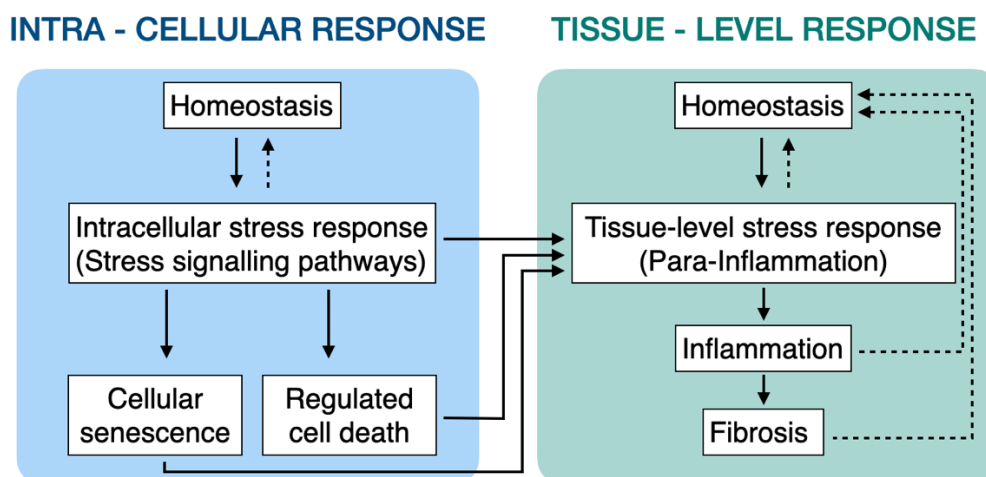 INTRA - CELLULAR RESPONSE
Homeostasis
Intracellular stress response
(Stress signalling pathways)
Cellular
senescence
Regulated
cell death
TISSUE - LEVEL RESPONSE
Homeostasis
Tissue-level stress response
(Para-Inflammation)
Inflammation
Fibrosis